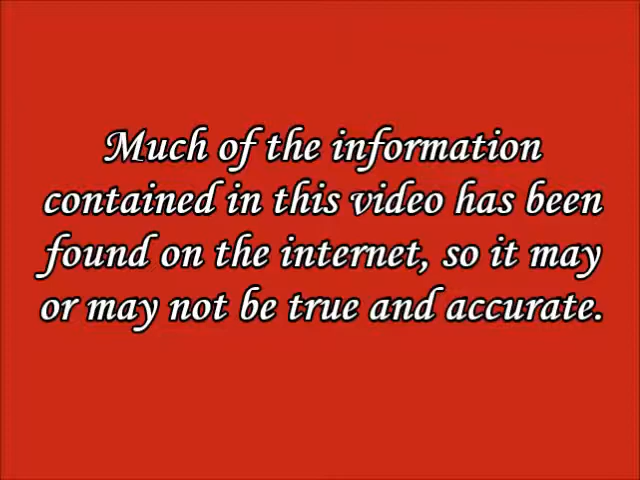 Much of the information
contained in this video has been
found on the internet, so it may
or may not be true and accurate.